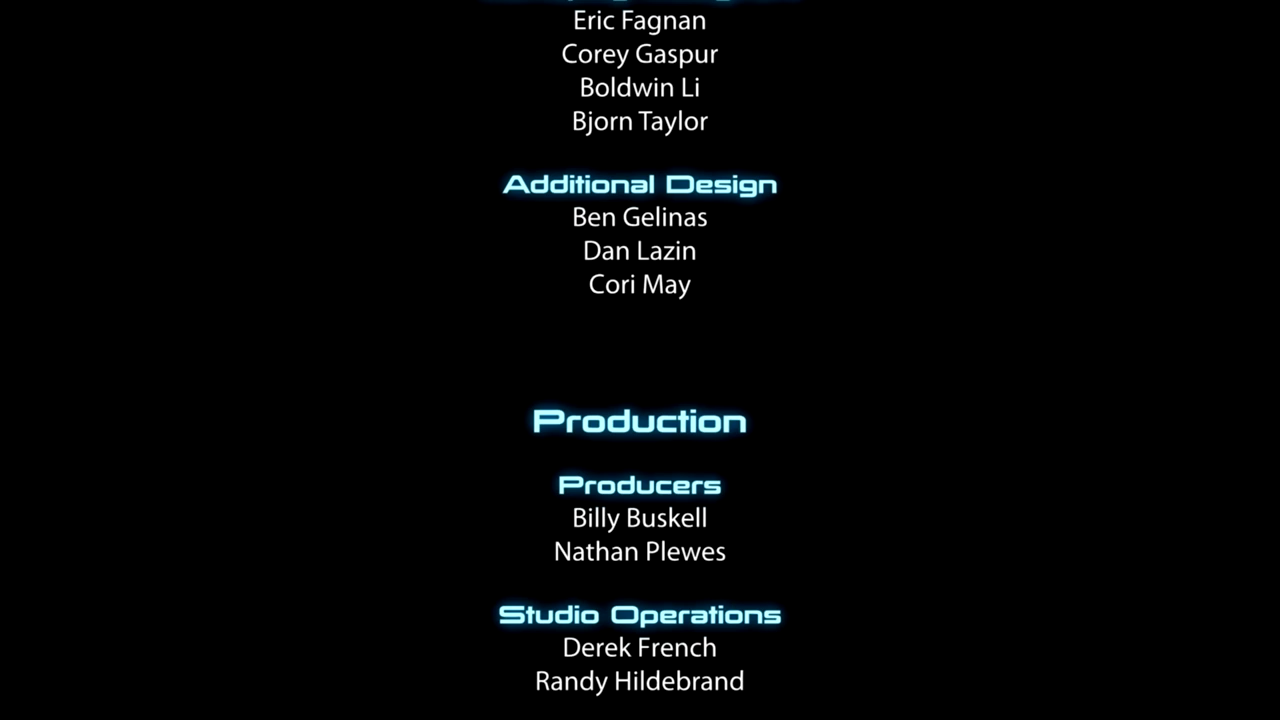 Eric Fagnan
Corey Gaspur
Boldwin Li
Bjorn Taylor
Additional Design
Ben Gelinas
Dan Lazin
Cori May
Production
Producers
Billy Buskell
Nathan Plewes
Studio Operations
Derek French
Randy Hildebrand